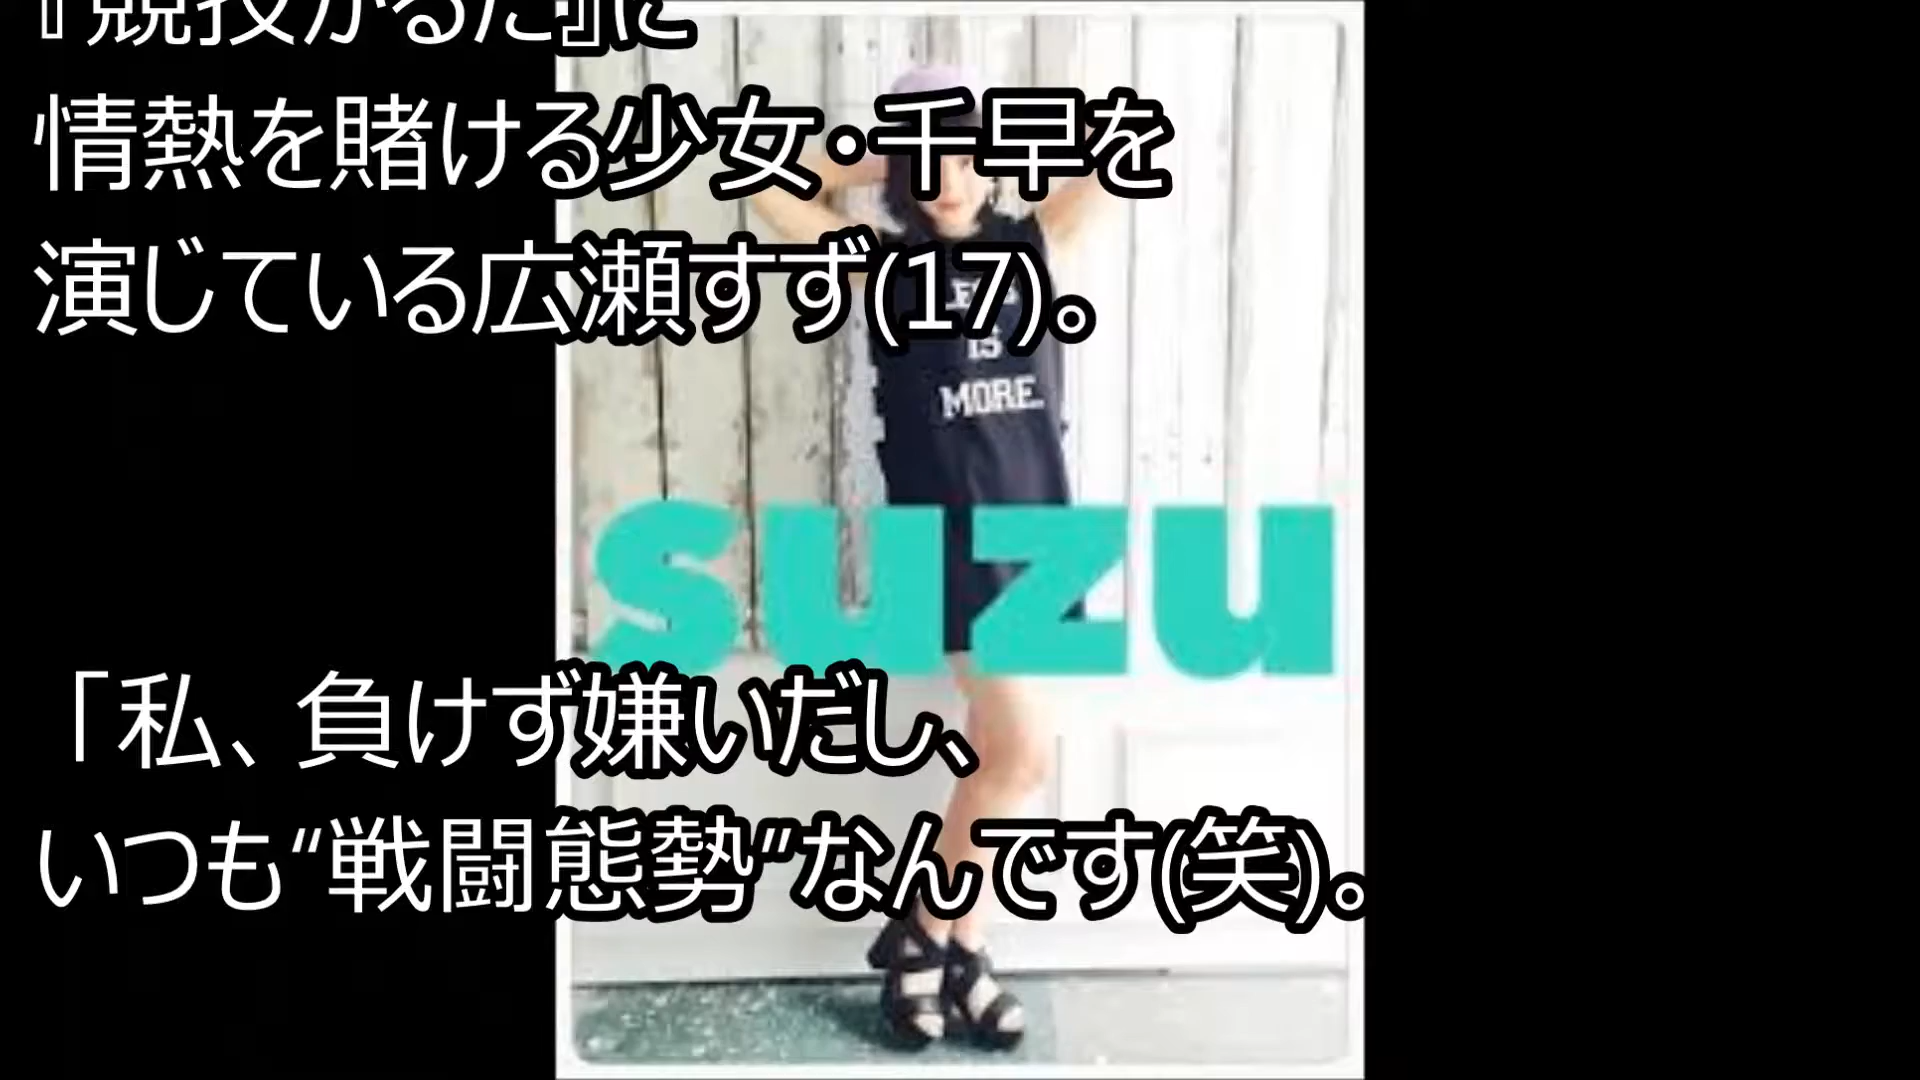 『競技かるた』に
情熱を賭ける少女・千早を
演じている広瀬すず(17)。
IS
MORE.
suzu
「私、負けず嫌いだし、
いつも“戦闘態勢”なんです(笑)。